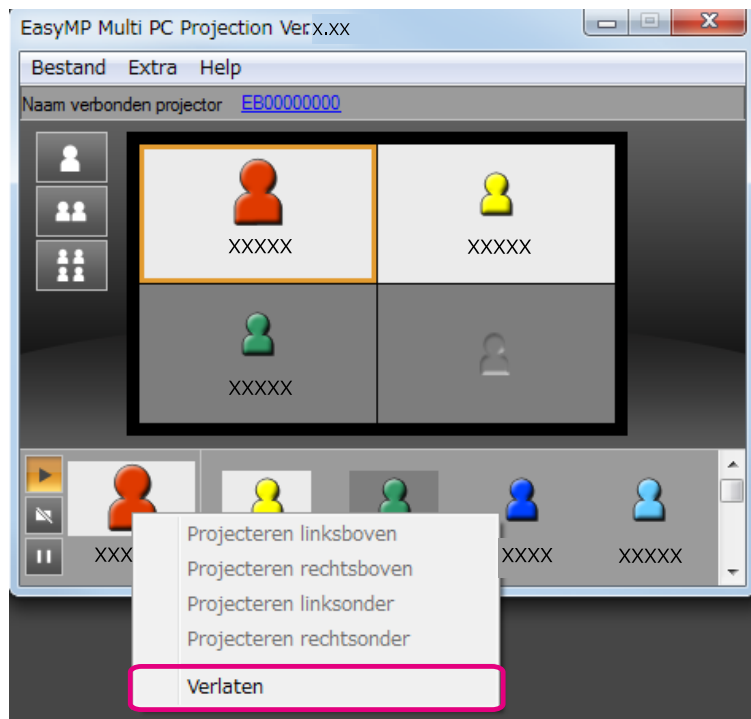 EasyMP Multi PC Projection Ver.x.xx
Bestand Extra Help
Naam verbonden projector EB00000000
XXXXX XXXXX
XXXXX
XXX XXXX XXXXX
Projecteren linksboven
Projecteren rechtsboven
Projecteren linksonder
Projecteren rechtsonder
Verlaten